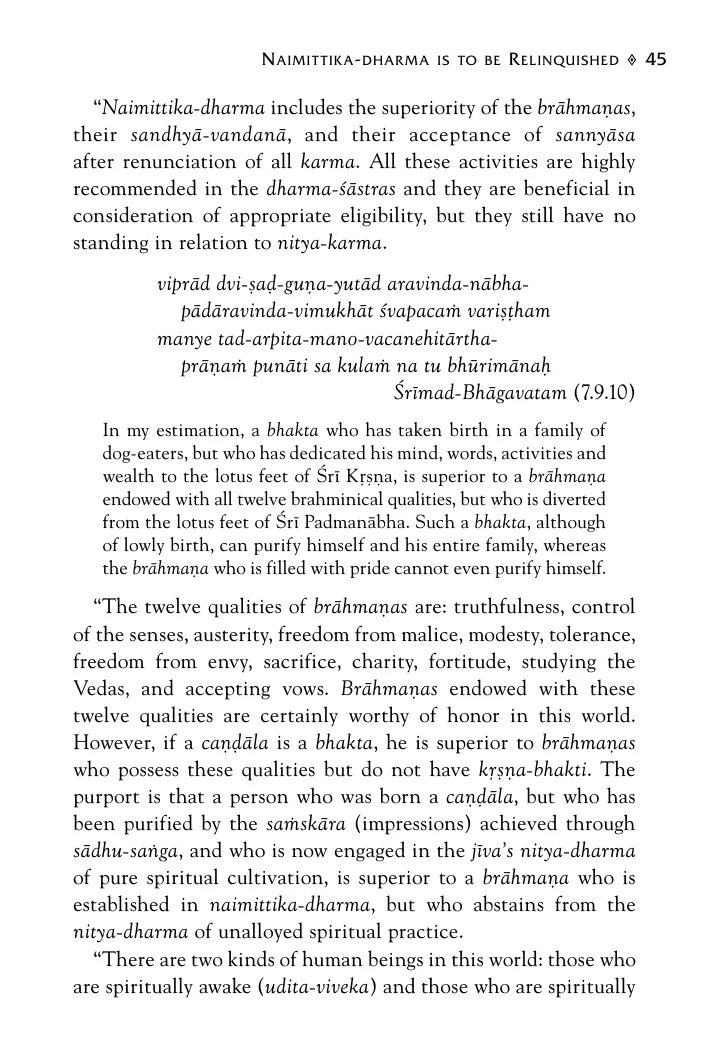 NAIMITTIKA-DHARMA IS TO BE RELINQUISHED ◊ 45
“Naimittika-dharma includes the superiority of the brāhmaṇas,
their sandhyā-vandanā, and their acceptance of sannyāsa
after renunciation of all karma. All these activities are highly
recommended in the dharma-śāstras and they are beneficial in
consideration of appropriate eligibility, but they still have no
standing in relation to nitya-karma.
viprād dvi-ṣaḍ-guṇa-yutād aravinda-nābha-
pādāravinda-vimukhāt śvapacaṁ variṣṭham
manye tad-arpita-mano-vacanehitārtha-
prāṇaṁ punāti sa kulaṁ na tu bhūrimānaḥ
Śrīmad-Bhāgavatam (7.9.10)
In my estimation, a bhakta who has taken birth in a family of
dog-eaters, but who has dedicated his mind, words, activities and
wealth to the lotus feet of Śrī Kṛṣṇa, is superior to a brāhmaṇa
endowed with all twelve brahminical qualities, but who is diverted
from the lotus feet of Śrī Padmanābha. Such a bhakta, although
of lowly birth, can purify himself and his entire family, whereas
the brāhmaṇa who is filled with pride cannot even purify himself.
“The twelve qualities of brāhmaṇas are: truthfulness, control
of the senses, austerity, freedom from malice, modesty, tolerance,
freedom from envy, sacrifice, charity, fortitude, studying the
Vedas, and accepting vows. Brāhmaṇas endowed with these
twelve qualities are certainly worthy of honor in this world.
However, if a caṇḍāla is a bhakta, he is superior to brāhmaṇas
who possess these qualities but do not have kṛṣṇa-bhakti. The
purport is that a person who was born a caṇḍāla, but who has
been purified by the saṁskāra (impressions) achieved through
sādhu-saṅga, and who is now engaged in the jīva’s nitya-dharma
of pure spiritual cultivation, is superior to a brāhmaṇa who is
established in naimittika-dharma, but who abstains from the
nitya-dharma of unalloyed spiritual practice.
“There are two kinds of human beings in this world: those who
are spiritually awake (udita-viveka) and those who are spiritually